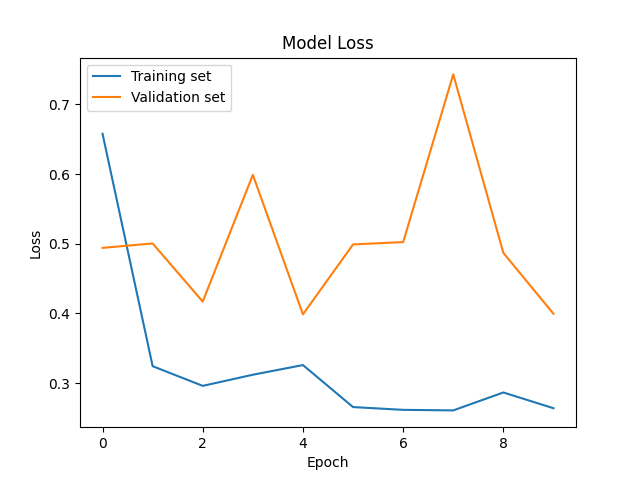 Model Loss
Training set
Validation set
0.7
0.6
0.5
0.4
0.3
Loss
0 2 4 6 8
Epoch